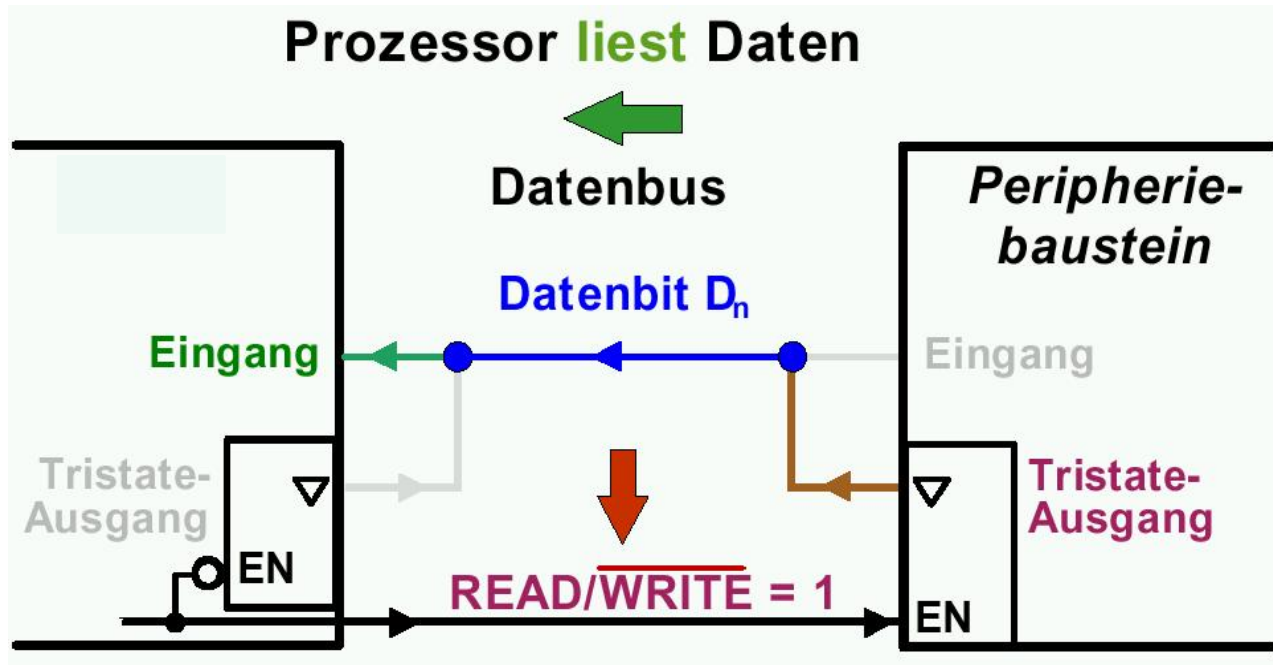 Prozessor liest Daten
Datenbus
Peripherie-
baustein
Datenbit Dn
Eingang
Eingang
Tristate-
Ausgang
Tristate-
Ausgang
EN
READ/WRITE = 1
EN